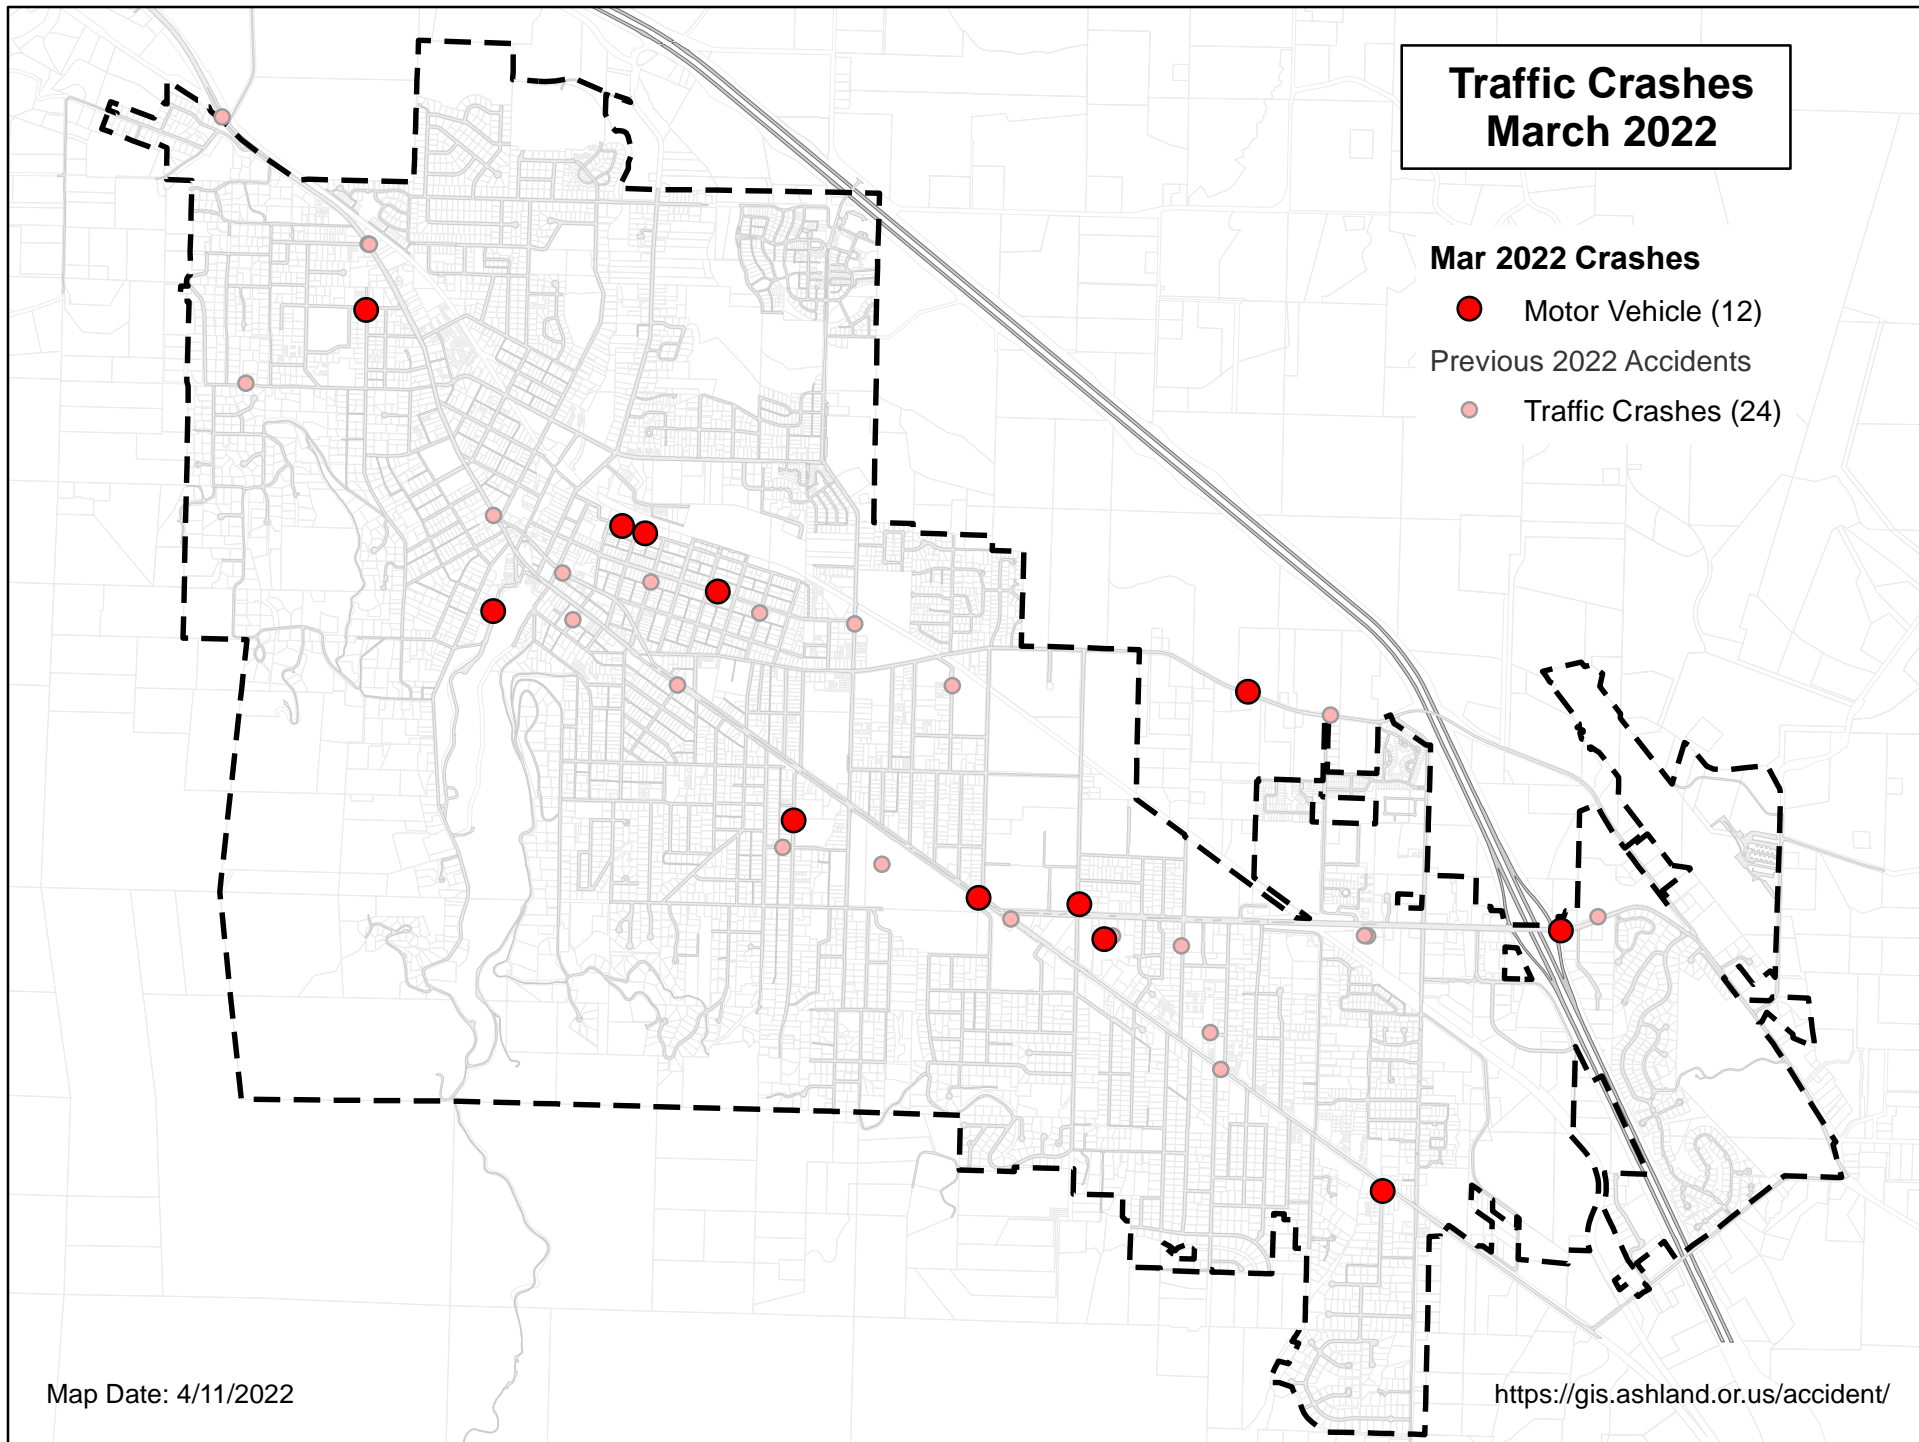 Traffic Crashes
March 2022
Mar 2022 Crashes
Motor Vehicle (12)
Previous 2022 Accidents
Traffic Crashes (24)
Map Date: 4/11/2022
https://gis.ashland.or.us/accident/